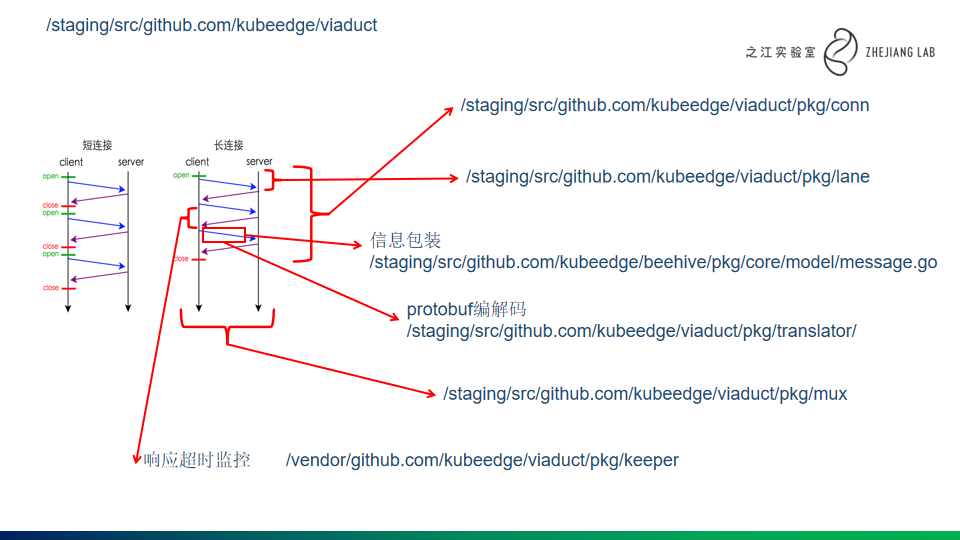 /staging/src/github.com/kubeedge/viaduct
之江实验室 ZHEJIANG LAB
/staging/src/github.com/kubeedge/viaduct/pkg/conn
短连接
长连接
client
server
client
server
open
close
open
close
open
close
open
close
/staging/src/github.com/kubeedge/viaduct/pkg/lane
信息包装
/staging/src/github.com/kubeedge/beehive/pkg/core/model/message.go
protobuf编解码
/staging/src/github.com/kubeedge/viaduct/pkg/translator/
/staging/src/github.com/kubeedge/viaduct/pkg/mux
响应超时监控 /vendor/github.com/kubeedge/viaduct/pkg/keeper